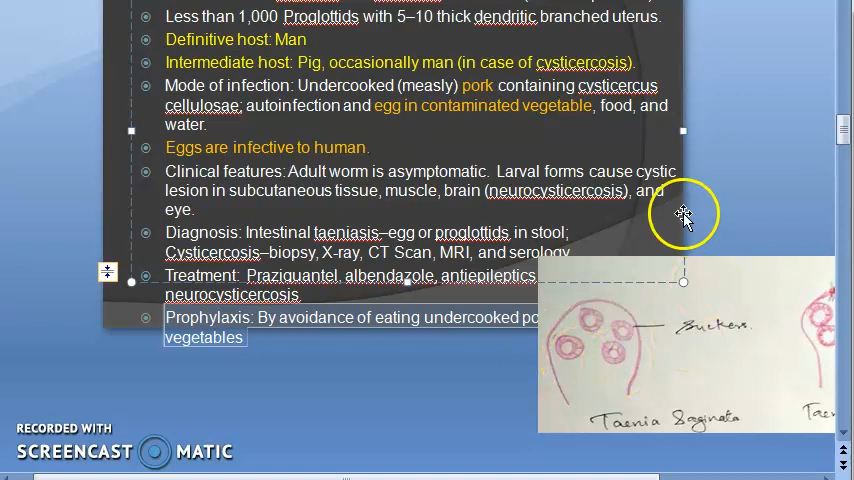 Less than 1,000 Proglottids with 5–10 thick dendritic branched uterus.
Definitive host: Man
Intermediate host: Pig, occasionally man (in case of cysticercosis).
Mode of infection: Undercooked (measly) pork containing cysticercus
cellulosae; autoinfection and egg in contaminated vegetable, food, and
water.
Eggs are infective to human.
Clinical features: Adult worm is asymptomatic. Larval forms cause cystic
lesion in subcutaneous tissue, muscle, brain (neurocysticercosis), and
eye.
Diagnosis: Intestinal taeniasis–egg or proglottids in stool;
Cysticercosis–biopsy, X-ray, CT Scan, MRI, and serology
Treatment: Praziquantel, albendazole, antiepileptics
neurocysticercosis
Prophylaxis: By avoidance of eating undercooked po
vegetables
Suckers.
Taenia Saginata
Tae
RECORDED WITH
SCREENCAST MATIC